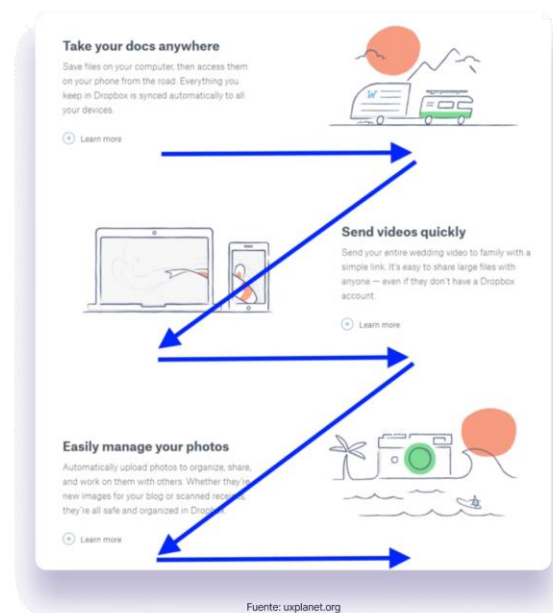 Take your docs anywhere
Save files on your computer, then access them
on your phone from the road. Everything you
keep in Dropbox is synced automatically to all
your devices.
Learn more
W
Send videos quickly
Send your entire wedding video to family with a
simple link. It's easy to share large files with
anyone — even if they don't have a Dropbox
account.
Learn more
Easily manage your photos
Automatically upload photos to organize, share,
and work on them with others. Whether they're
new images for your blog or scanned receipts,
they're all safe and organized in Dropbox.
Learn more
Fuente: uxplanet.org